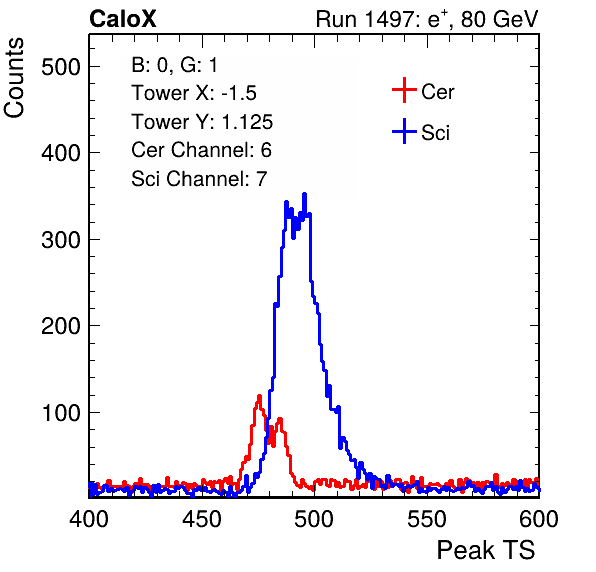 CaloX Run 1497: e+, 80 GeV
Counts
500
400
300
200
100
B: 0, G: 1
Tower X: -1.5
Tower Y: 1.125
Cer Channel: 6
Sci Channel: 7
Cer
Sci
400 450 500 550 600
Peak TS